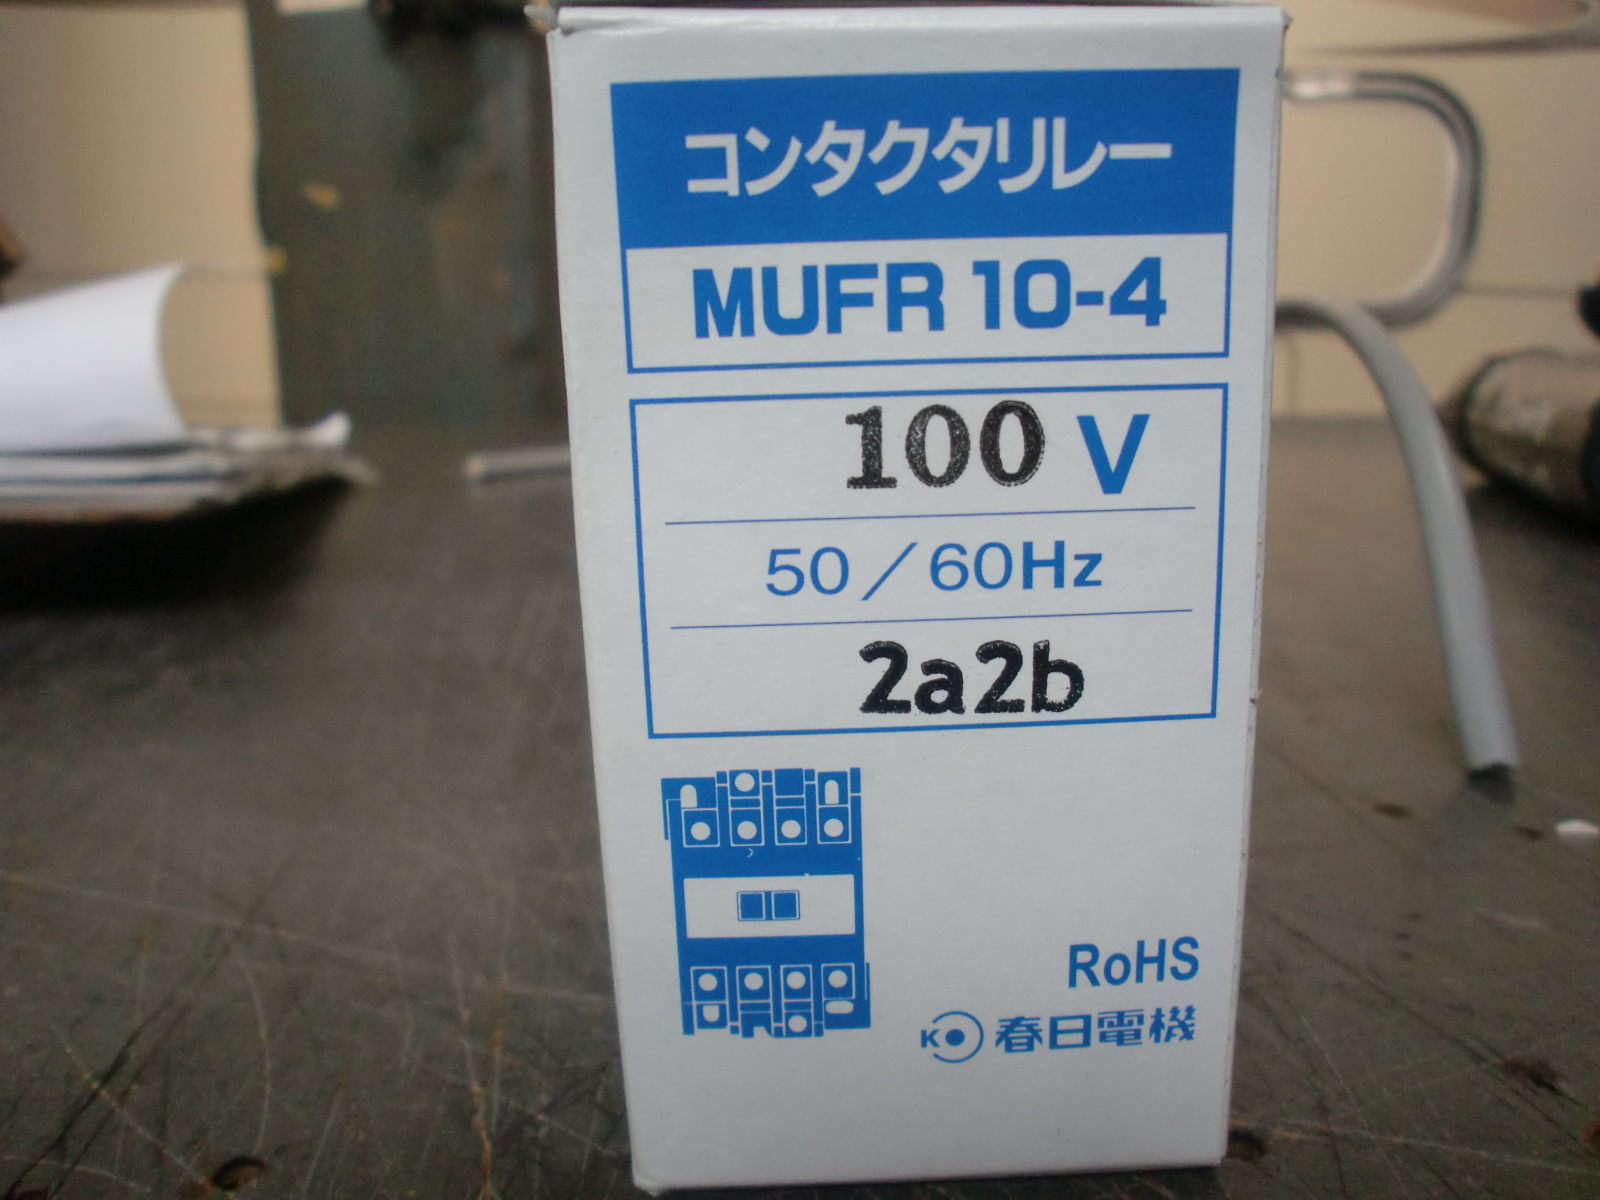 コンタクタリレー
MUFR 10-4
100 V
50／60Hz
2a2b
RoHS
K 春日電機